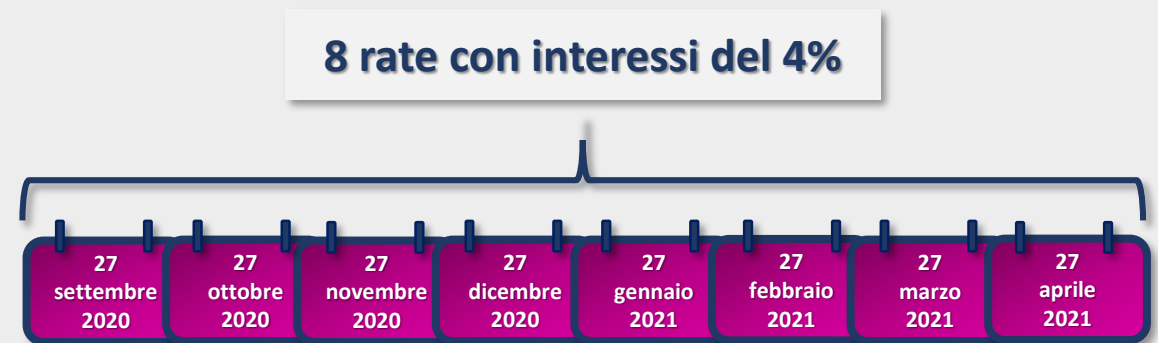 8 rate con interessi del 4%
27
settembre
2020
27
ottobre
2020
27
novembre
2020
27
dicembre
2020
27
gennaio
2021
27
febbraio
2021
27
marzo
2021
27
aprile
2021